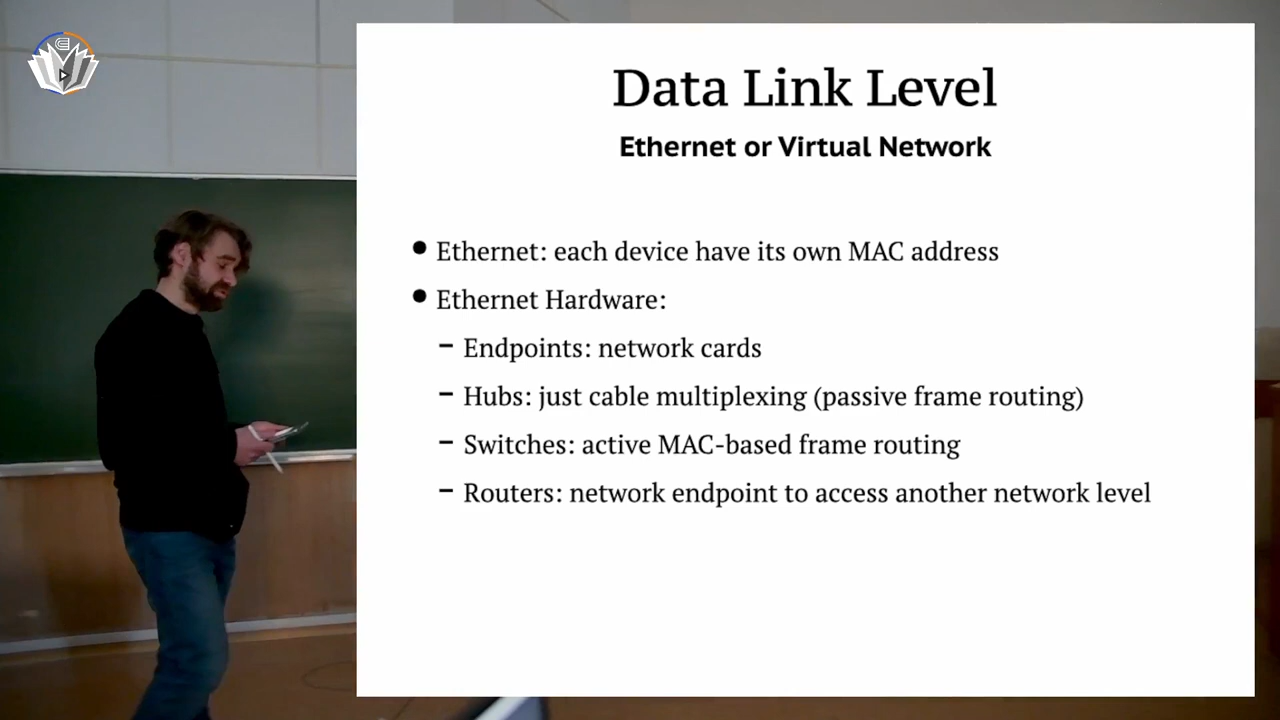 Data Link Level
Ethernet or Virtual Network
● Ethernet: each device have its own MAC address
● Ethernet Hardware:
– Endpoints: network cards
– Hubs: just cable multiplexing (passive frame routing)
– Switches: active MAC-based frame routing
– Routers: network endpoint to access another network level